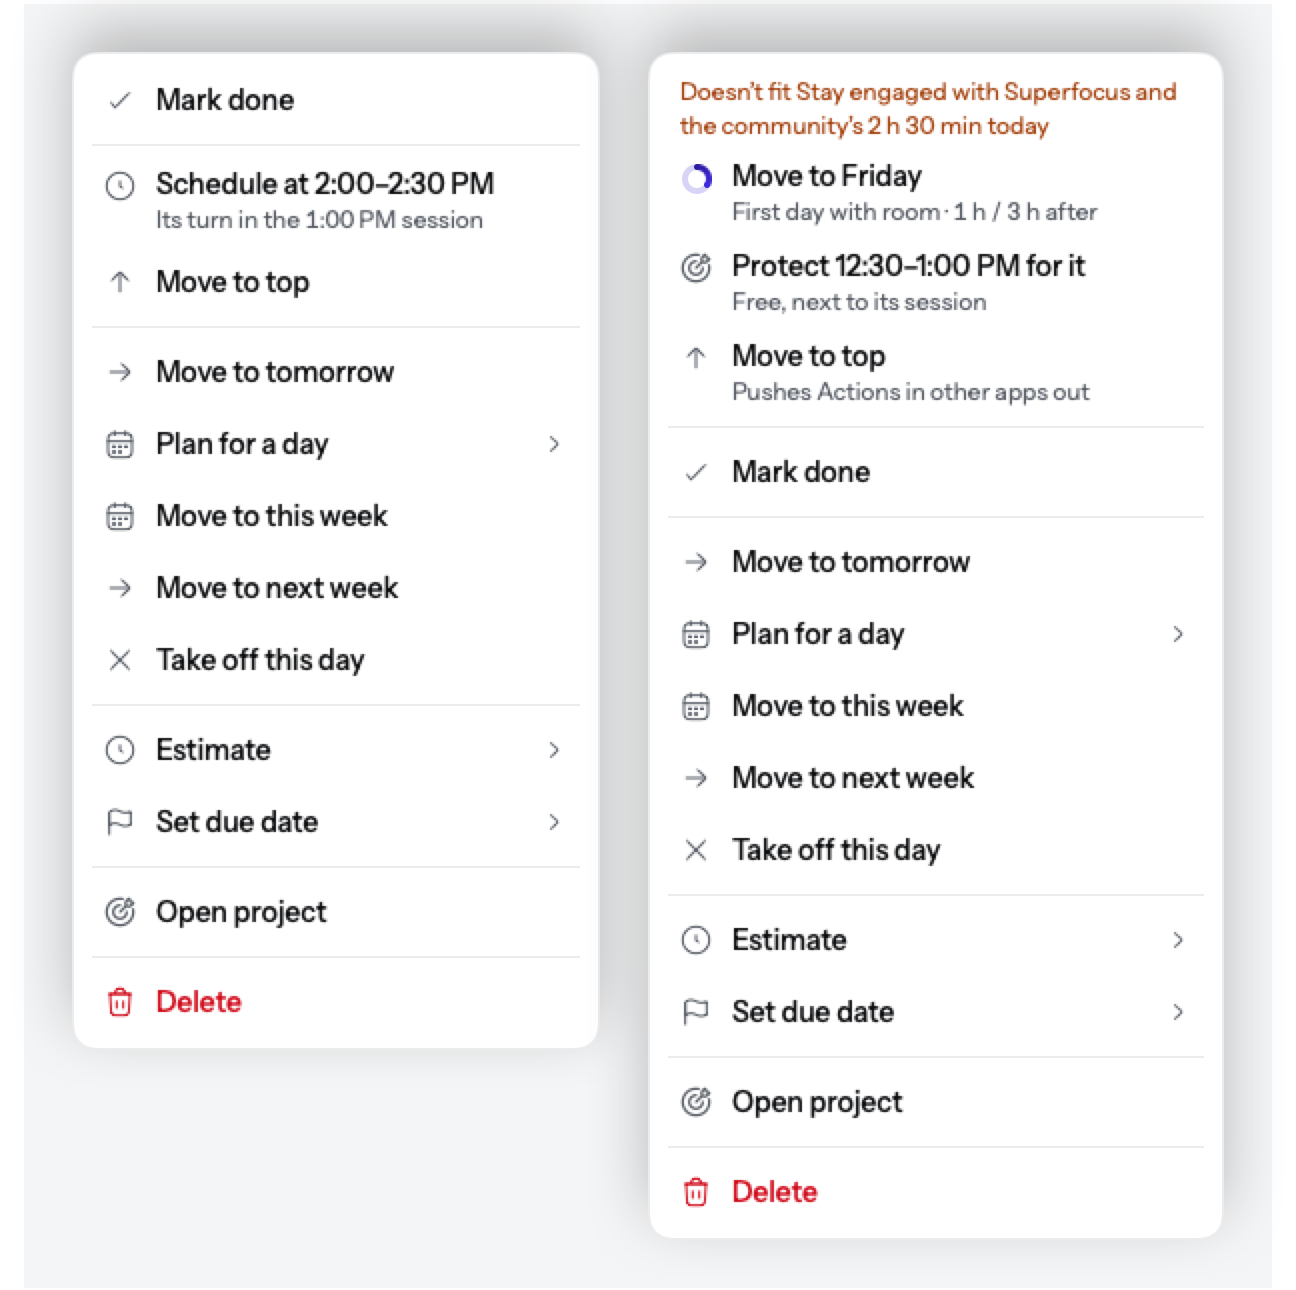 Mark done
Schedule at 2:00–2:30 PM
Its turn in the 1:00 PM session
Move to top
Move to tomorrow
Plan for a day
Move to this week
Move to next week
Take off this day
Estimate
Set due date
Open project
Delete
Doesn’t fit Stay engaged with Superfocus and
the community’s 2 h 30 min today
Move to Friday
First day with room · 1 h / 3 h after
Protect 12:30–1:00 PM for it
Free, next to its session
Move to top
Pushes Actions in other apps out
Mark done
Move to tomorrow
Plan for a day
Move to this week
Move to next week
Take off this day
Estimate
Set due date
Open project
Delete